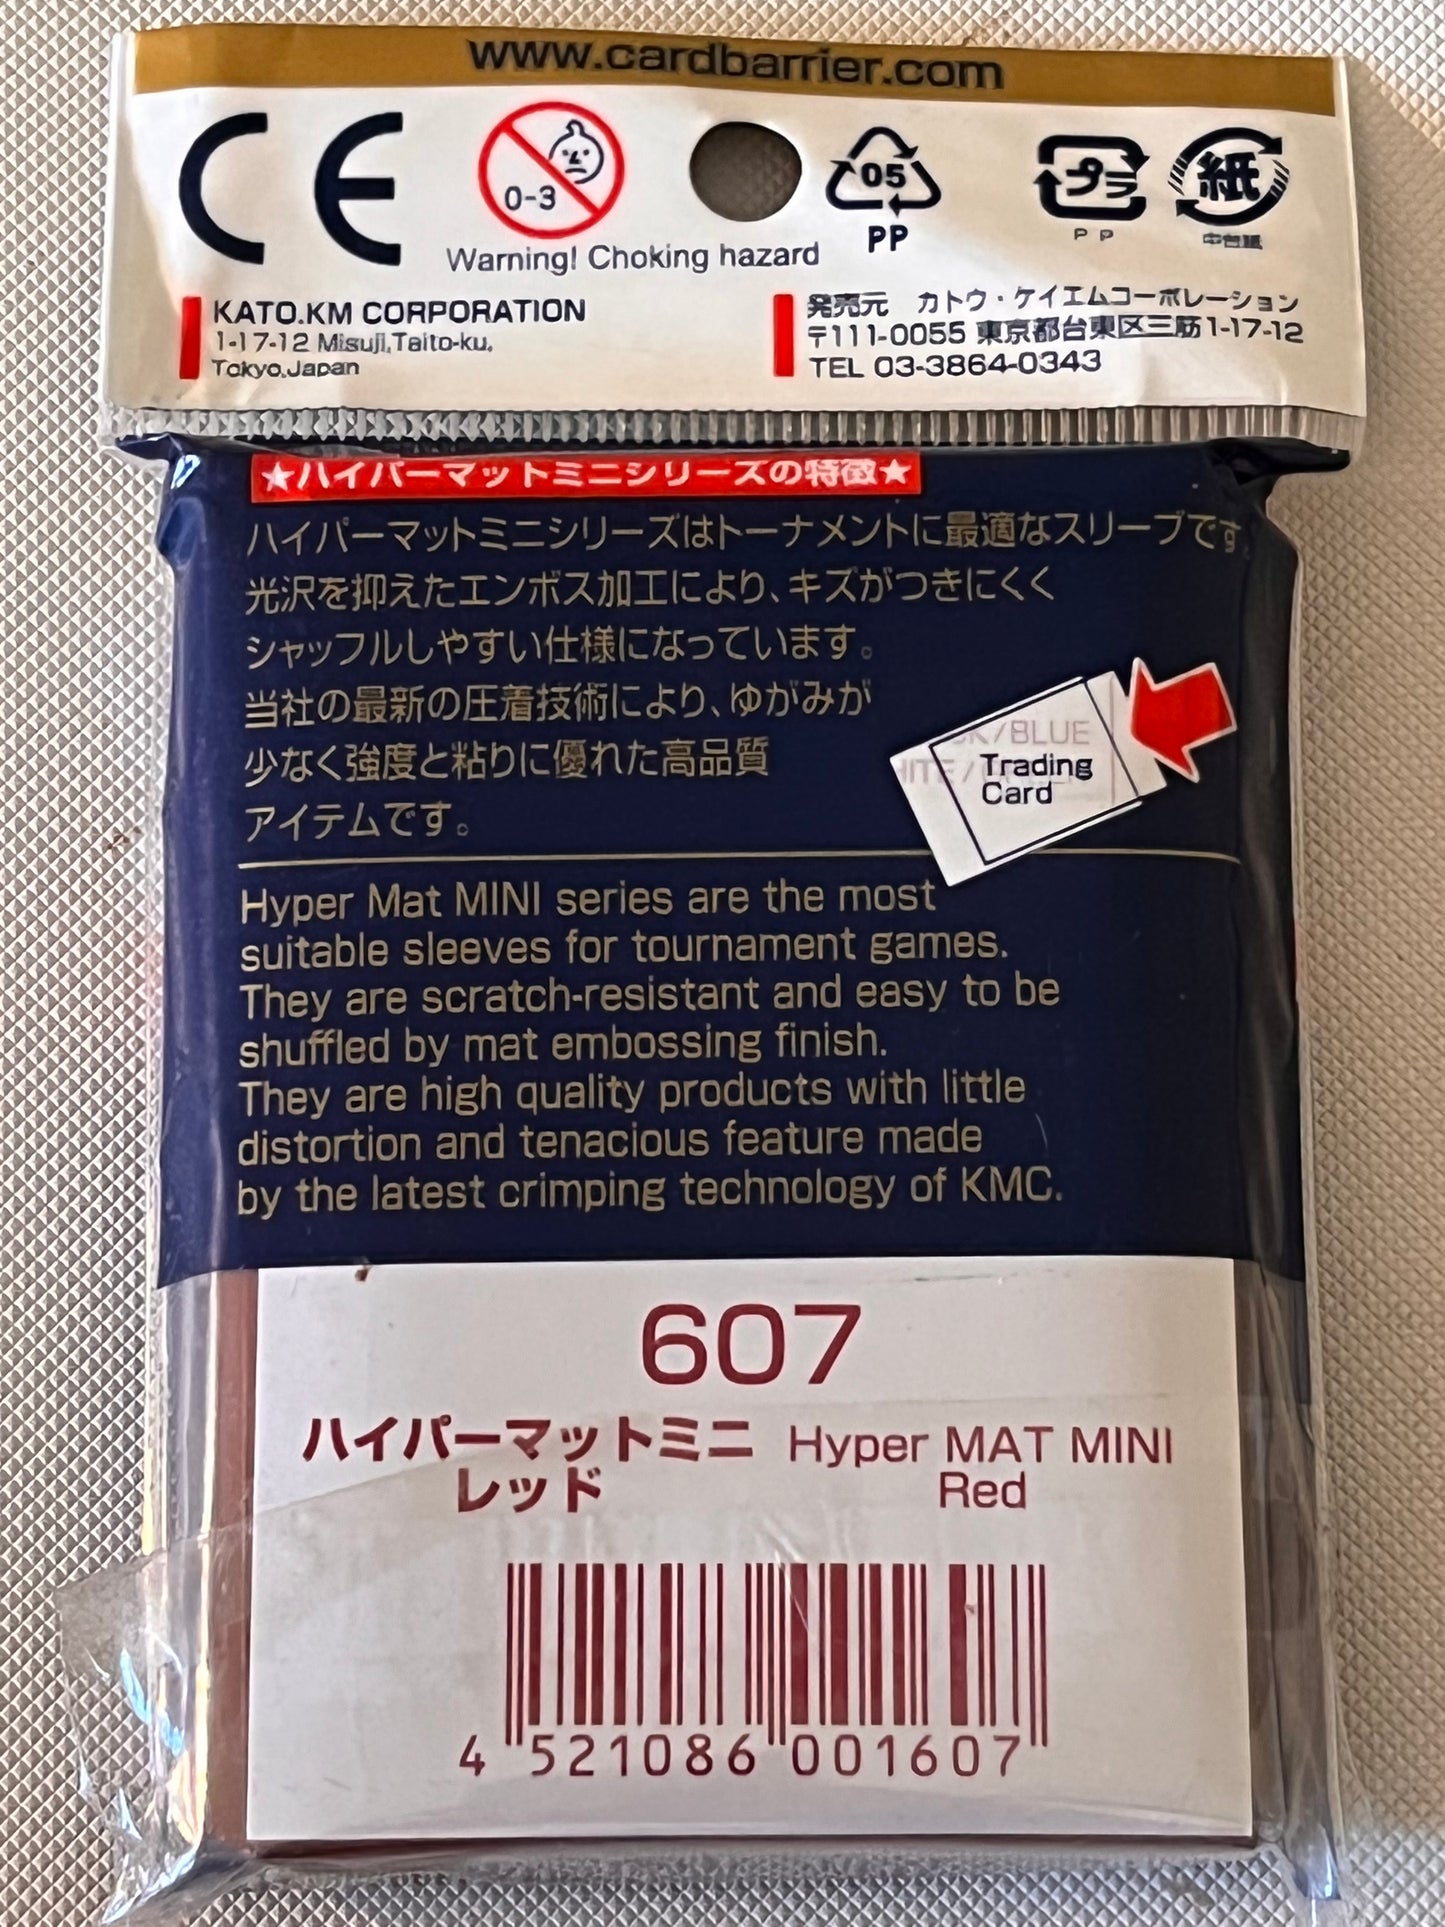 www.cardbarrier.com
CE
0-3
Warning! Choking hazard
05
PP
プラ
PP
紙
中台紙
KATO.KM CORPORATION
1-17-12 Misuji,Taito-ku,
Tokyo,Japan
発売元 カトウ・ケイエムコーポレーション
〒111-0055 東京都台東区三筋1-17-12
TEL 03-3864-0343
★ハイパーマットミニシリーズの特徴★
ハイパーマットミニシリーズはトーナメントに最適なスリーブです
光沢を抑えたエンボス加工により、キズがつきにくく
シャッフルしやすい仕様になっています。
当社の最新の圧着技術により、ゆがみが
少なく強度と粘りに優れた高品質
アイテムです。
/BLUE
Trading
Card
Hyper Mat MINI series are the most
suitable sleeves for tournament games.
They are scratch-resistant and easy to be
shuffled by mat embossing finish.
They are high quality products with little
distortion and tenacious feature made
by the latest crimping technology of KMC.
607
ハイパーマットミニ Hyper MAT MINI
レッド Red
4 521086 001607